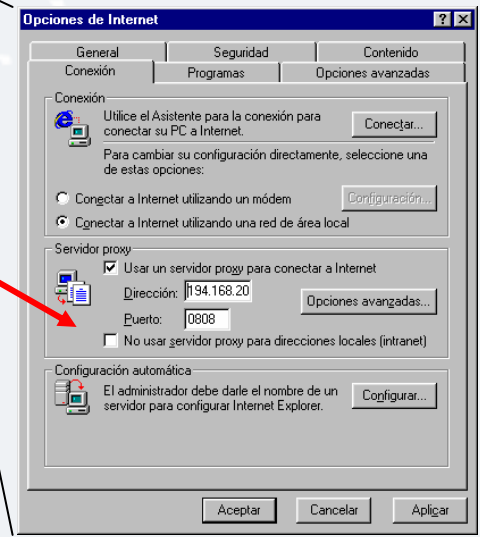 Opciones de Internet
General Seguridad Contenido
Conexión Programas Opciones avanzadas
Conexión
Utilice el Asistente para la conexión para
conectar su PC a Internet.
Conectar...
Para cambiar su configuración directamente, seleccione una
de estas opciones:
Conectar a Internet utilizando un módem
Configuración...
Conectar a Internet utilizando una red de área local
Servidor proxy
Usar un servidor proxy para conectar a Internet
Dirección: 194.168.20
Opciones avanzadas...
Puerto: 0808
No usar servidor proxy para direcciones locales (intranet)
Configuración automática
El administrador debe darle el nombre de un
servidor para configurar Internet Explorer.
Configurar...
Aceptar Cancelar Aplicar